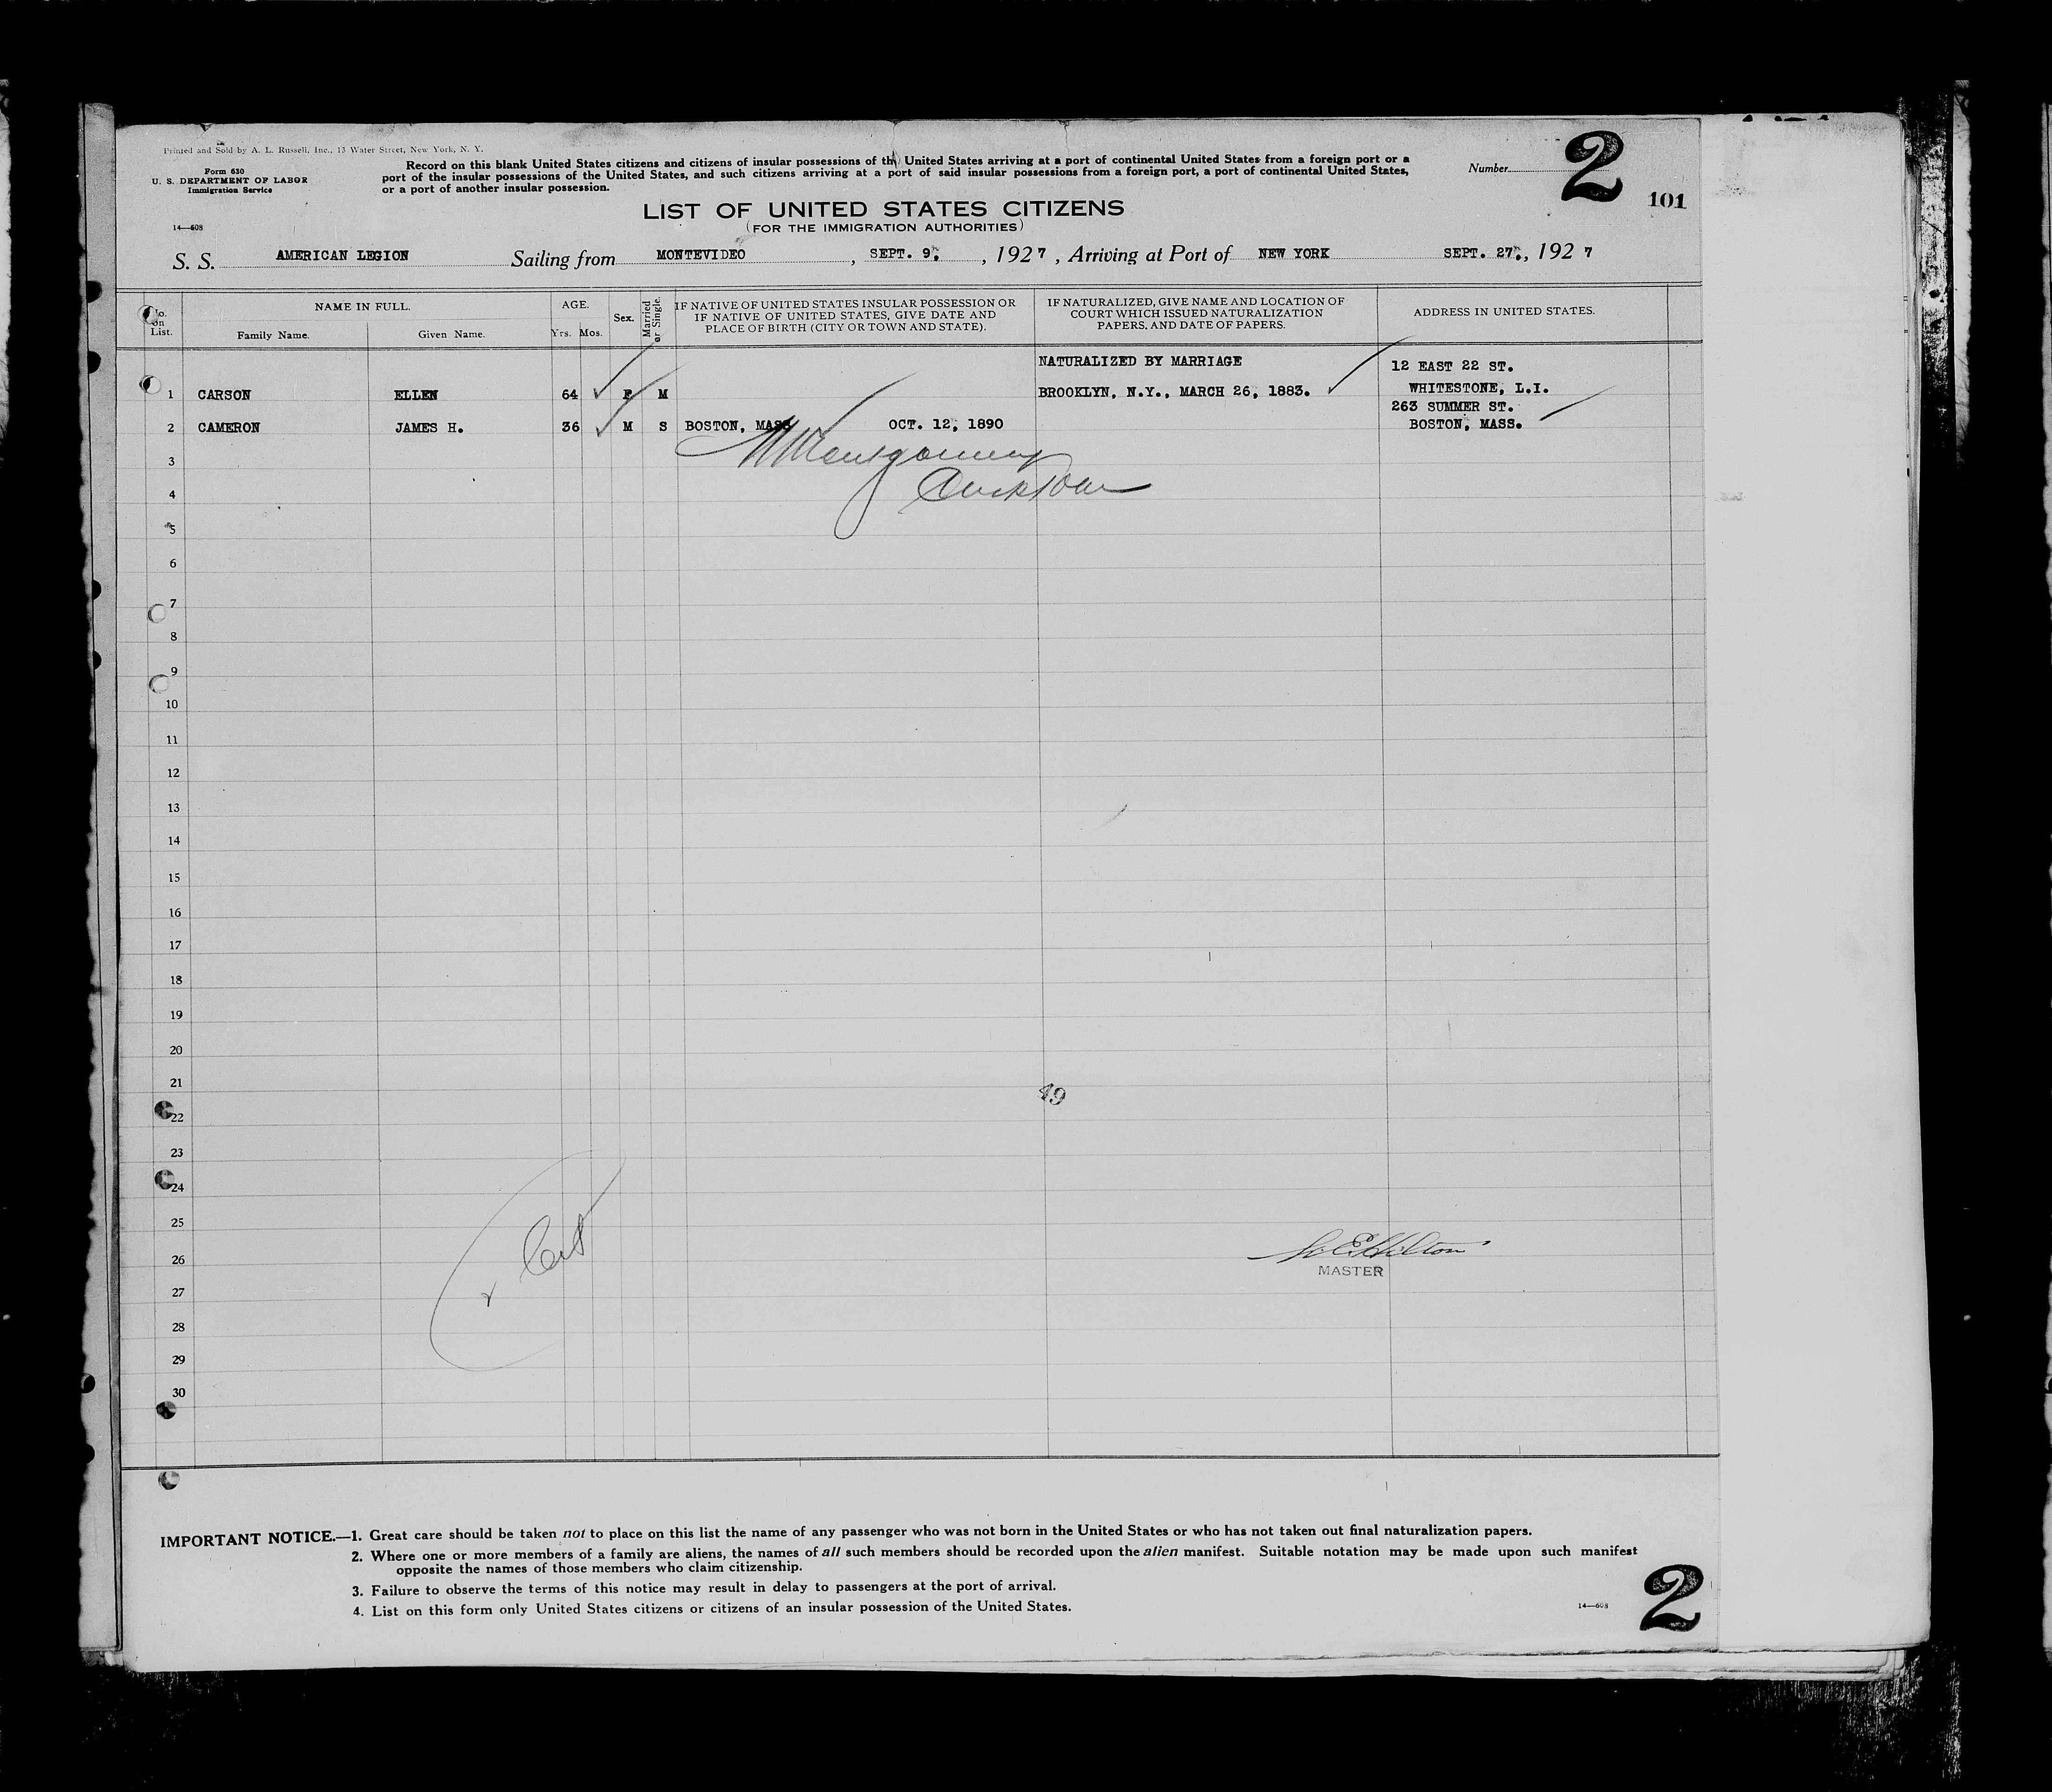 Printed and Sold by A. L. Russell, Inc., 13 Water Street, New York, N. Y.
Form 630
U. S. DEPARTMENT OF LABOR
Immigration Service
14—608
Record on this blank United States citizens and citizens of insular possessions of the United States arriving at a port of continental United States from a foreign port or a
port of the insular possessions of the United States, and such citizens arriving at a port of said insular possessions from a foreign port, a port of continental United States,
or a port of another insular possession.
Number 2
101
LIST OF UNITED STATES CITIZENS
(FOR THE IMMIGRATION AUTHORITIES)
S. S. AMERICAN LEGION Sailing from MONTEVIDEO, SEPT. 9, , 1927, Arriving at Port of NEW YORK SEPT. 27., 1927
No. on List.
NAME IN FULL.
Family Name. Given Name.
AGE.
Yrs. Mos.
Sex.
Married or Single.
IF NATIVE OF UNITED STATES INSULAR POSSESSION OR
IF NATIVE OF UNITED STATES, GIVE DATE AND
PLACE OF BIRTH (CITY OR TOWN AND STATE).
IF NATURALIZED, GIVE NAME AND LOCATION OF
COURT WHICH ISSUED NATURALIZATION
PAPERS, AND DATE OF PAPERS.
ADDRESS IN UNITED STATES.
NATURALIZED BY MARRIAGE 12 EAST 22 ST.
1 CARSON ELLEN 64 F M BROOKLYN, N.Y., MARCH 26, 1883. WHITESTONE, L.I.
263 SUMMER ST.
2 CAMERON JAMES H. 36 M S BOSTON, MASS OCT. 12, 1890 BOSTON, MASS.
3 Montgomery
4
5
6
7
8
9
10
11
12
13
14
15
16
17
18
19
20
21 49
22
23
24
25
26
MASTER
27
28
29
30
IMPORTANT NOTICE.—1. Great care should be taken not to place on this list the name of any passenger who was not born in the United States or who has not taken out final naturalization papers.
2. Where one or more members of a family are aliens, the names of all such members should be recorded upon the alien manifest. Suitable notation may be made upon such manifest
opposite the names of those members who claim citizenship.
3. Failure to observe the terms of this notice may result in delay to passengers at the port of arrival.
4. List on this form only United States citizens or citizens of an insular possession of the United States.
14—608
2